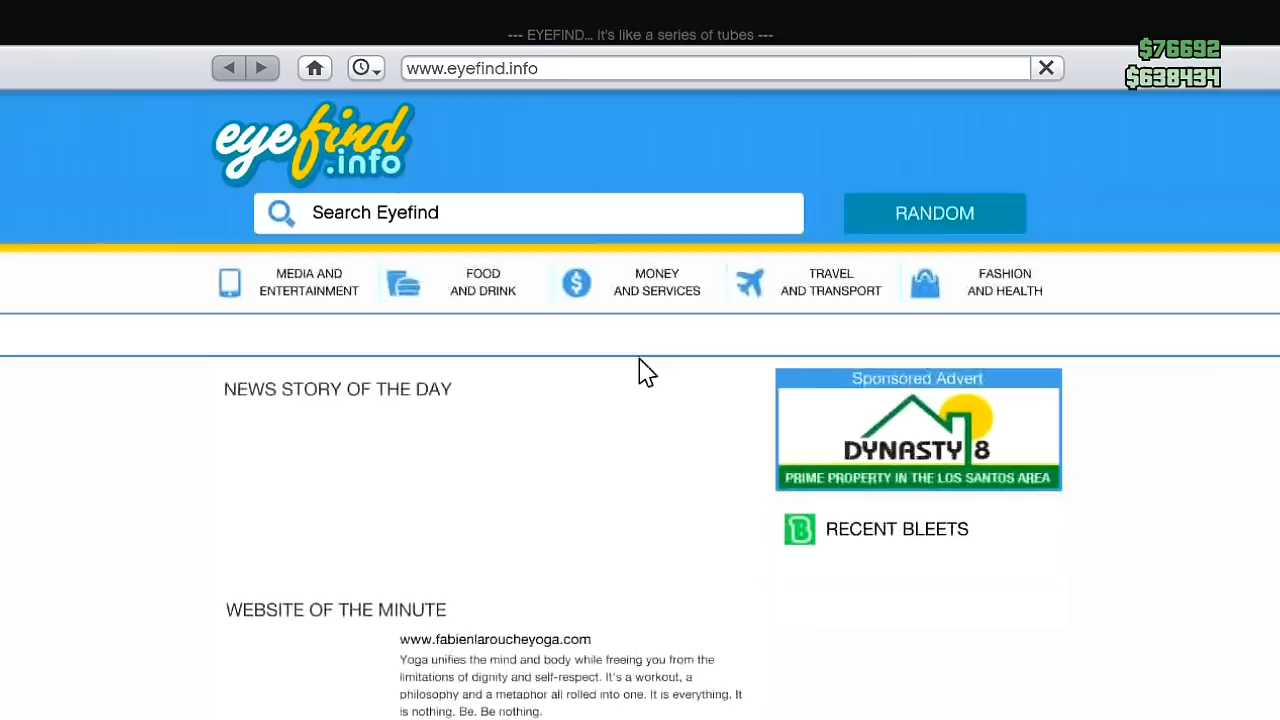 --- EYEFIND... It's like a series of tubes ---
$76692
$638434
www.eyefind.info
eyefind
.info
Search Eyefind
RANDOM
MEDIA AND
ENTERTAINMENT
FOOD
AND DRINK
MONEY
AND SERVICES
TRAVEL
AND TRANSPORT
FASHION
AND HEALTH
NEWS STORY OF THE DAY
Sponsored Advert
DYNASTY 8
PRIME PROPERTY IN THE LOS SANTOS AREA
B RECENT BLEETS
WEBSITE OF THE MINUTE
www.fabienlaroucheyoga.com
Yoga unifies the mind and body while freeing you from the
limitations of dignity and self-respect. It's a workout, a
philosophy and a metaphor all rolled into one. It is everything. It
is nothing. Be. Be nothing.